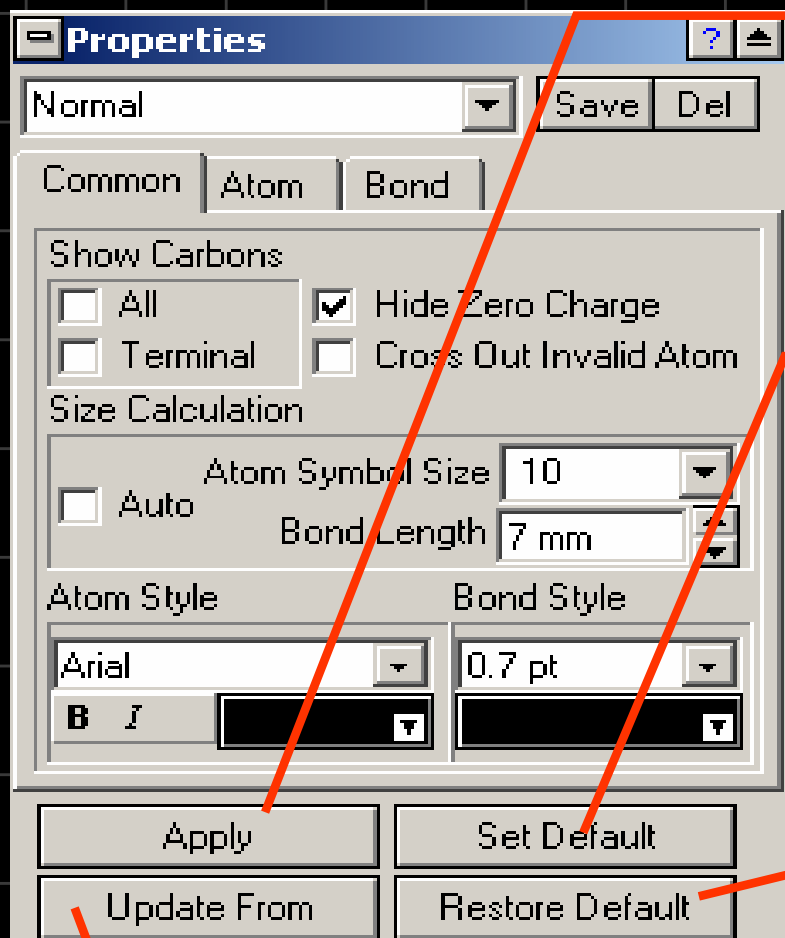 Properties ?
Normal Save Del
Common Atom Bond
Show Carbons
All Hide Zero Charge
Terminal Cross Out Invalid Atom
Size Calculation
Atom Symbol Size 10
Auto
Bond Length 7 mm
Atom Style Bond Style
Arial 0.7 pt
B I
Apply Set Default
Update From Restore Default